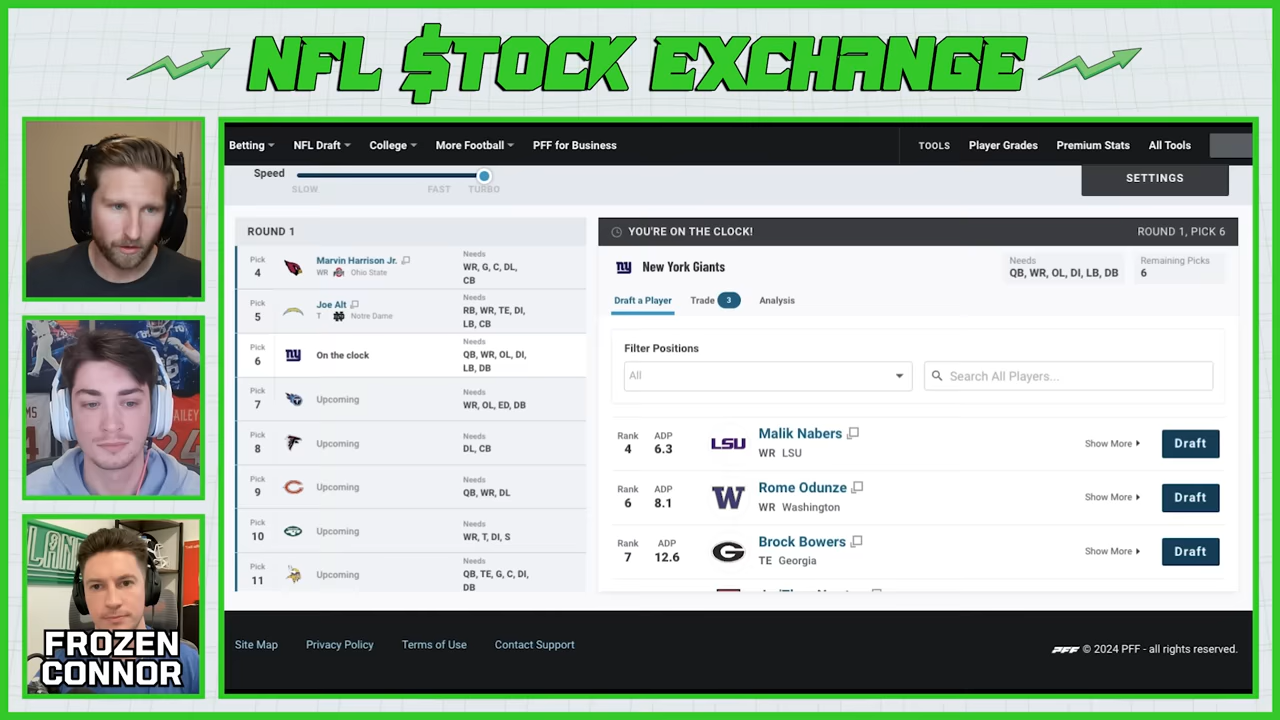 NFL $TOCK EXCHANGE
Betting
NFL Draft
College
More Football
PFF for Business
TOOLS
Player Grades
Premium Stats
All Tools
Speed
SLOW
FAST
TURBO
SETTINGS
ROUND 1
Pick
4
Marvin Harrison Jr.
WR
Ohio State
Needs
WR, G, C, DL,
CB
Pick
5
Joe Alt
T
Notre Dame
Needs
RB, WR, TE, DI,
LB, CB
Pick
6
On the clock
Needs
QB, WR, OL, DI,
LB, DB
Pick
7
Upcoming
Needs
WR, OL, ED, DB
Pick
8
Upcoming
Needs
DL, CB
Pick
9
Upcoming
Needs
QB, WR, DL
Pick
10
Upcoming
Needs
WR, T, DI, S
Pick
11
Upcoming
Needs
QB, TE, G, C, DI,
DB
YOU'RE ON THE CLOCK!
ROUND 1, PICK 6
ny
New York Giants
Needs
QB, WR, OL, DI, LB, DB
Remaining Picks
6
Draft a Player
Trade 3
Analysis
Filter Positions
All
Search All Players...
Rank
4
ADP
6.3
LSU
Malik Nabers
WR LSU
Show More
Draft
Rank
6
ADP
8.1
W
Rome Odunze
WR Washington
Show More
Draft
Rank
7
ADP
12.6
G
Brock Bowers
TE Georgia
Show More
Draft
Site Map
Privacy Policy
Terms of Use
Contact Support
PFF © 2024 PFF - all rights reserved.
FROZEN
CONNOR